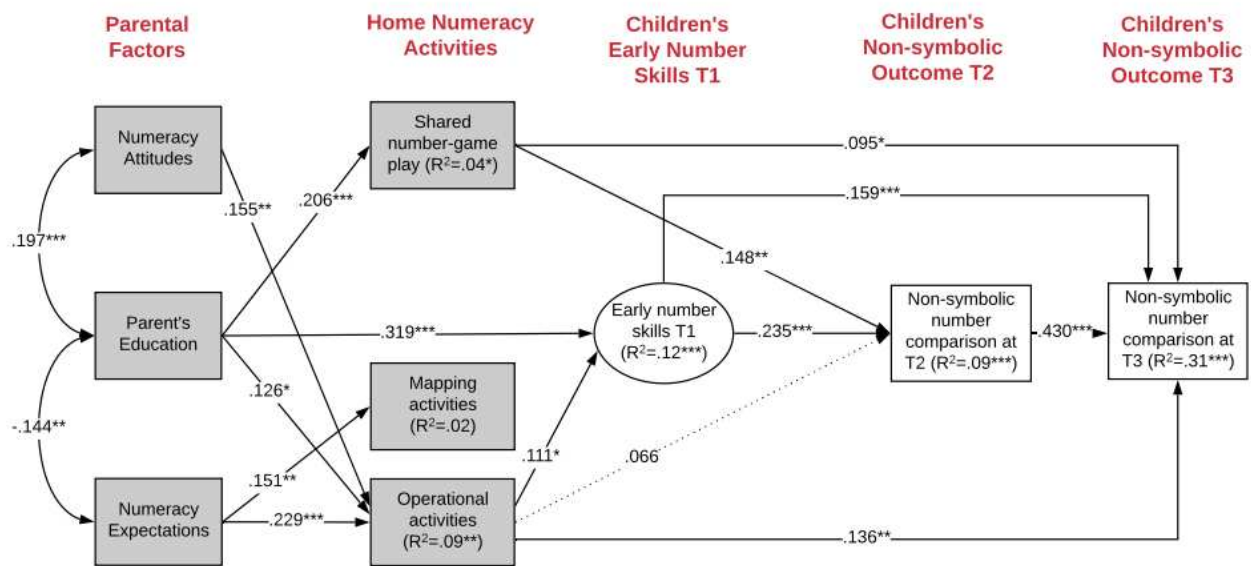 Parental
Factors
Home Numeracy
Activities
Children's
Early Number
Skills T1
Children's
Non-symbolic
Outcome T2
Children's
Non-symbolic
Outcome T3
Numeracy
Attitudes
Shared
number-game
play (R²=.04*)
.095*
.206***
.159***
.155**
.197***
.148**
Parent's
Education
.319***
Early number
skills T1
(R²=.12***)
.235***
Non-symbolic
number
comparison at
T2 (R²=.09***)
.430***
Non-symbolic
number
comparison at
T3 (R²=.31***)
.126*
Mapping
activities
(R²=.02)
-.144**
.151**
.111*
.066
Numeracy
Expectations
.229***
Operational
activities
(R²=.09**)
.136**